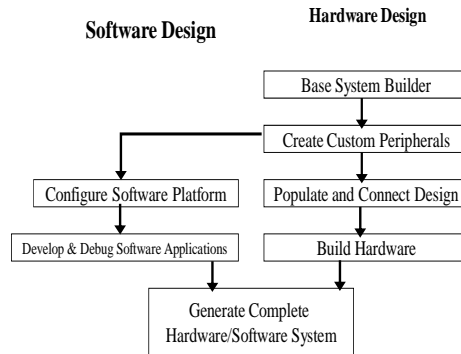 Software Design
Hardware Design
Base System Builder
Create Custom Peripherals
Configure Software Platform
Populate and Connect Design
Develop & Debug Software Applications
Build Hardware
Generate Complete
Hardware/Software System